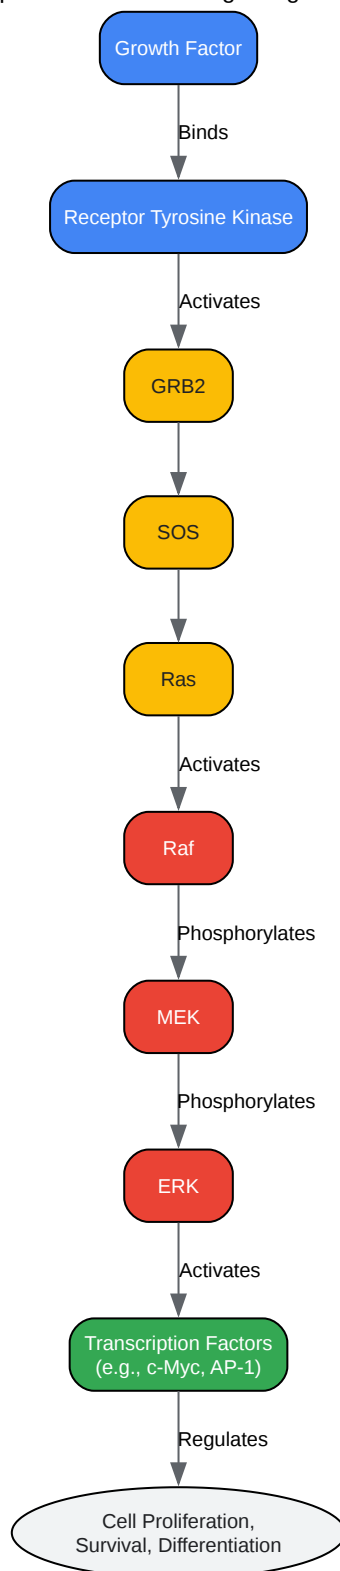 Growth Factor
Binds
Receptor Tyrosine Kinase
Activates
GRB2
SOS
Ras
Activates
Raf
Phosphorylates
MEK
Phosphorylates
ERK
Activates
Transcription Factors
(e.g., c-Myc, AP-1)
Regulates
Cell Proliferation,
Survival, Differentiation